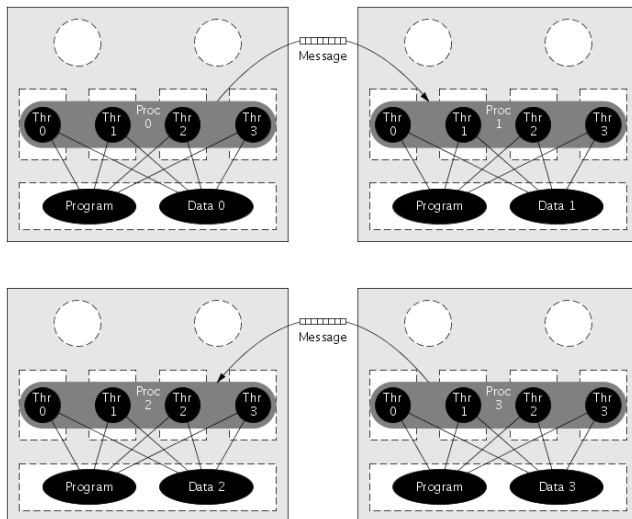 Message
Proc
0
Thr
0
Thr
1
Thr
2
Thr
3
Program
Data 0
Proc
1
Thr
0
Thr
1
Thr
2
Thr
3
Program
Data 1
Message
Proc
2
Thr
0
Thr
1
Thr
2
Thr
3
Program
Data 2
Proc
3
Thr
0
Thr
1
Thr
2
Thr
3
Program
Data 3